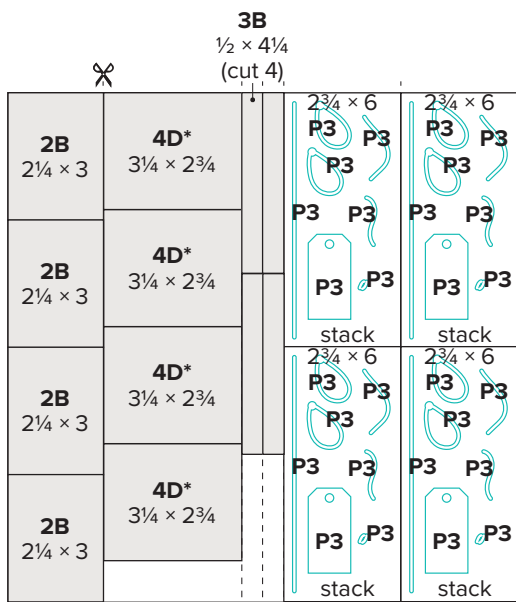 3B
½ × 4¼
(cut 4)
2B
2¼ × 3
2B
2¼ × 3
2B
2¼ × 3
2B
2¼ × 3
4D*
3¼ × 2¾
4D*
3¼ × 2¾
4D*
3¼ × 2¾
4D*
3¼ × 2¾
2¾ × 6
P3
P3
P3
P3
P3
P3
P3
stack
2¾ × 6
P3
P3
P3
P3
P3
P3
P3
stack
2¾ × 6
P3
P3
P3
P3
P3
P3
P3
stack
2¾ × 6
P3
P3
P3
P3
P3
P3
P3
stack